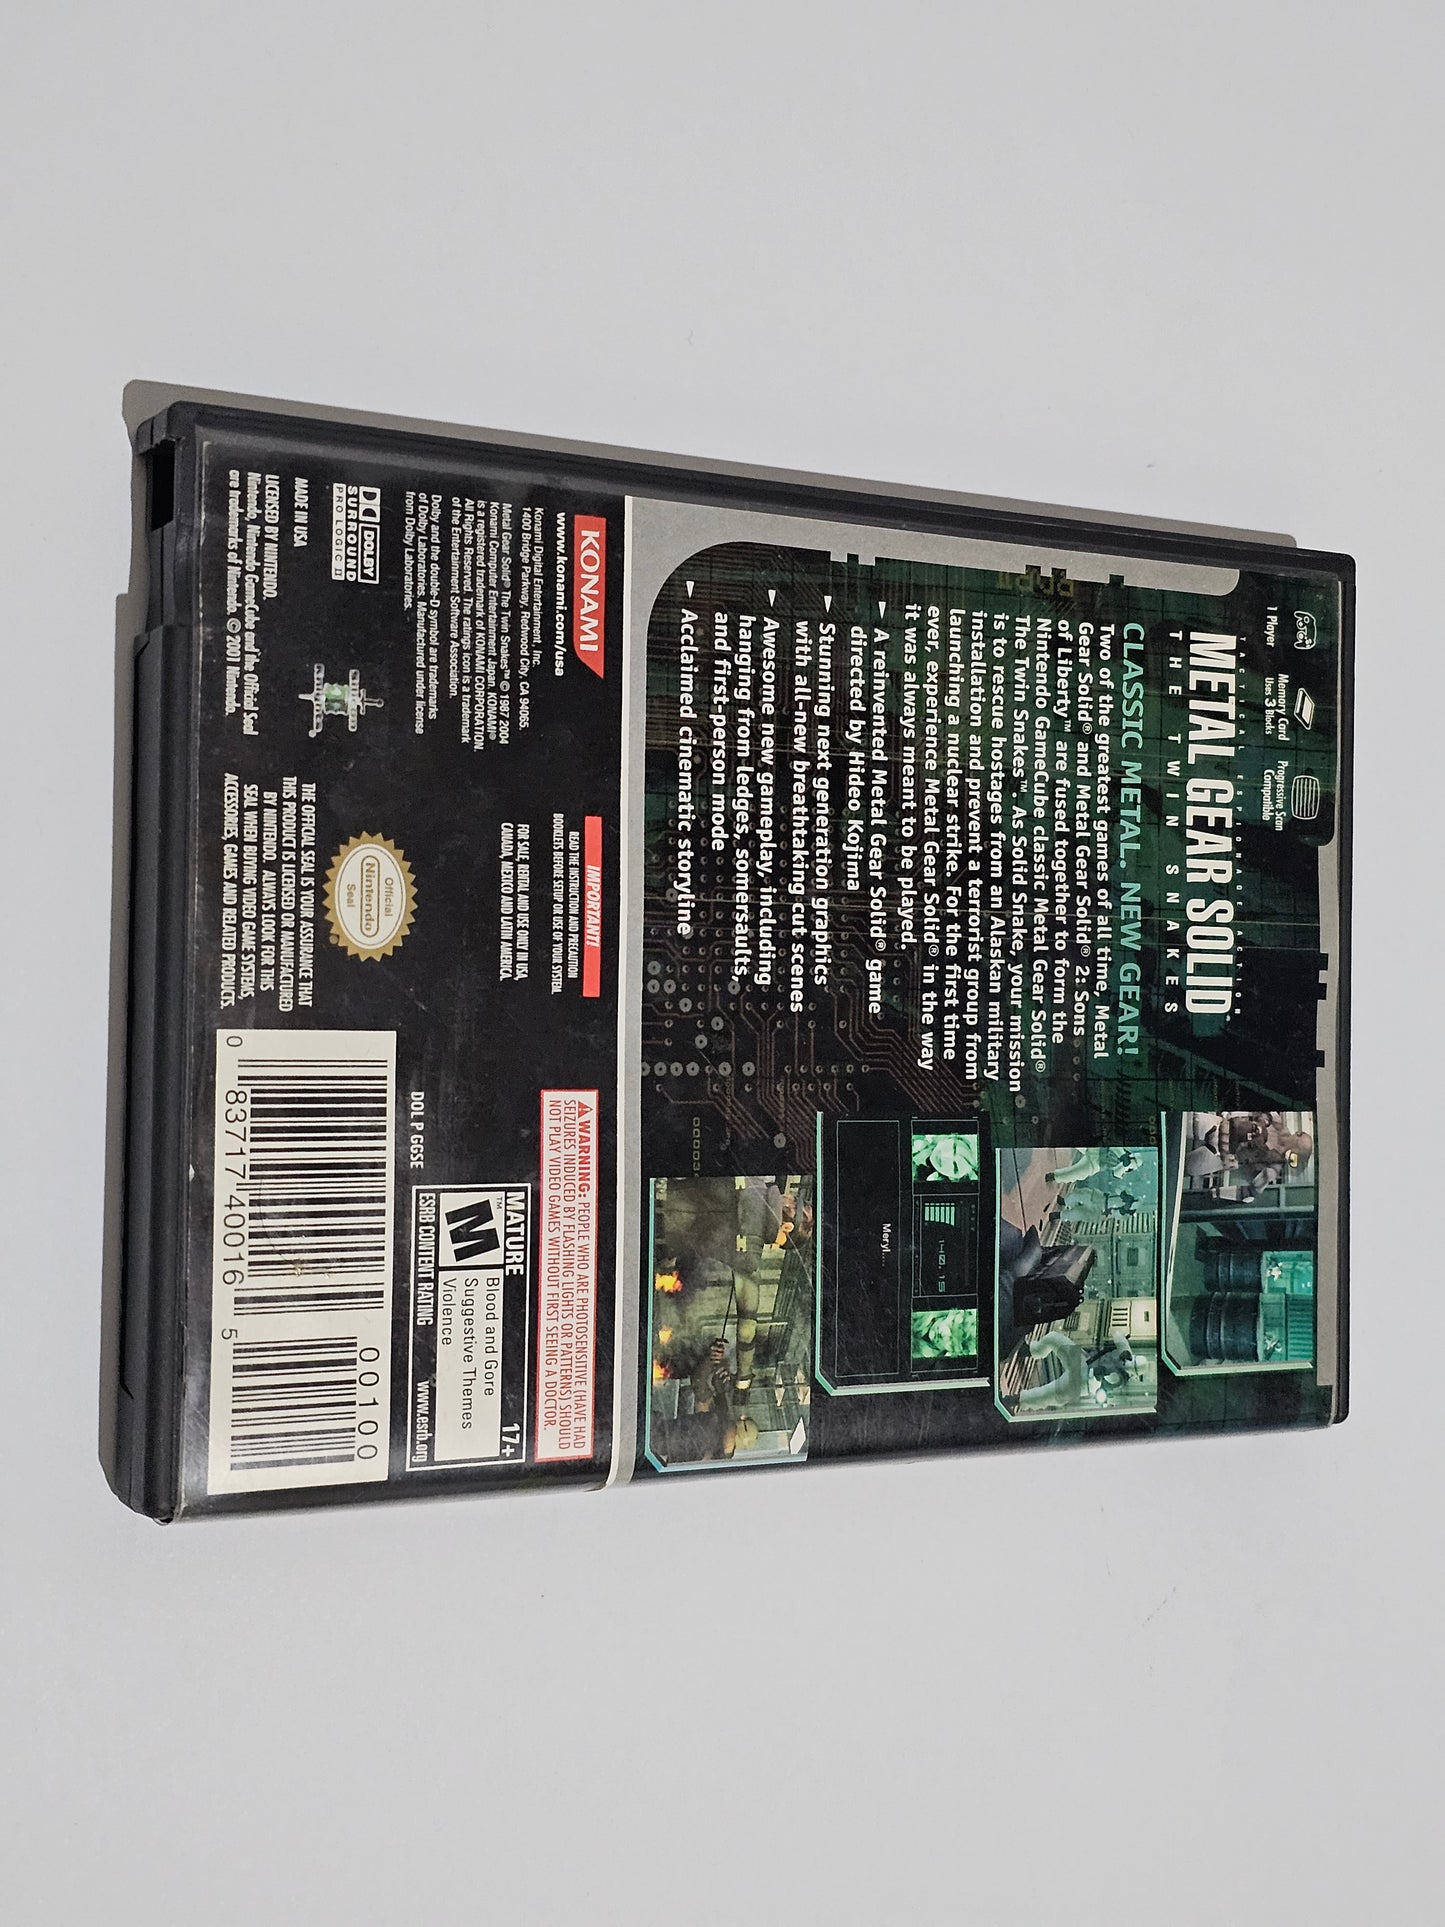 1 Player
Memory Card
Uses 3 Blocks
Progressive Scan
Compatible
TACTICAL ESPIONAGE ACTION
METAL GEAR SOLID
THE TWIN SNAKES
CLASSIC METAL. NEW GEAR!
Two of the greatest games of all time, Metal
Gear Solid® and Metal Gear Solid® 2: Sons
of Liberty™ are fused together to form the
Nintendo GameCube classic Metal Gear Solid®
The Twin Snakes™. As Solid Snake, your mission
is to rescue hostages from an Alaskan military
installation and prevent a terrorist group from
launching a nuclear strike. For the first time
ever, experience Metal Gear Solid® in the way
it was always meant to be played.
► A reinvented Metal Gear Solid® game
directed by Hideo Kojima
► Stunning next generation graphics
with all-new breathtaking cut scenes
► Awesome new gameplay, including
hanging from ledges, somersaults,
and first-person mode
► Acclaimed cinematic storyline
140.15
Meryl....
KONAMI
www.konami.com/usa
Konami Digital Entertainment, Inc.
1400 Bridge Parkway, Redwood City, CA 94065.
Metal Gear Solid® The Twin Snakes™ © 1987 2004
Konami Computer Entertainment Japan. KONAMI®
is a registered trademark of KONAMI CORPORATION.
All Rights Reserved. The ratings icon is a trademark
of the Entertainment Software Association.
Dolby and the double-D symbol are trademarks
of Dolby Laboratories. Manufactured under license
from Dolby Laboratories.
DOLBY
SURROUND
PRO LOGIC II
MADE IN USA
LICENSED BY NINTENDO.
Nintendo, Nintendo GameCube and the Official Seal
are trademarks of Nintendo. © 2001 Nintendo.
IMPORTANT!
READ THE INSTRUCTION AND PRECAUTION
BOOKLETS BEFORE SETUP OR USE OF YOUR SYSTEM.
FOR SALE, RENTAL AND USE ONLY IN USA,
CANADA, MEXICO AND LATIN AMERICA.
Official
Nintendo
Seal
THE OFFICIAL SEAL IS YOUR ASSURANCE THAT
THIS PRODUCT IS LICENSED OR MANUFACTURED
BY NINTENDO. ALWAYS LOOK FOR THIS
SEAL WHEN BUYING VIDEO GAME SYSTEMS,
ACCESSORIES, GAMES AND RELATED PRODUCTS.
⚠WARNING: PEOPLE WHO ARE PHOTOSENSITIVE (HAVE HAD
SEIZURES INDUCED BY FLASHING LIGHTS OR PATTERNS) SHOULD
NOT PLAY VIDEO GAMES WITHOUT FIRST SEEING A DOCTOR.
MATURE 17+
M™
Blood and Gore
Suggestive Themes
Violence
ESRB CONTENT RATING www.esrb.org
DOL P GGSE
00100
0 83717 40016 5